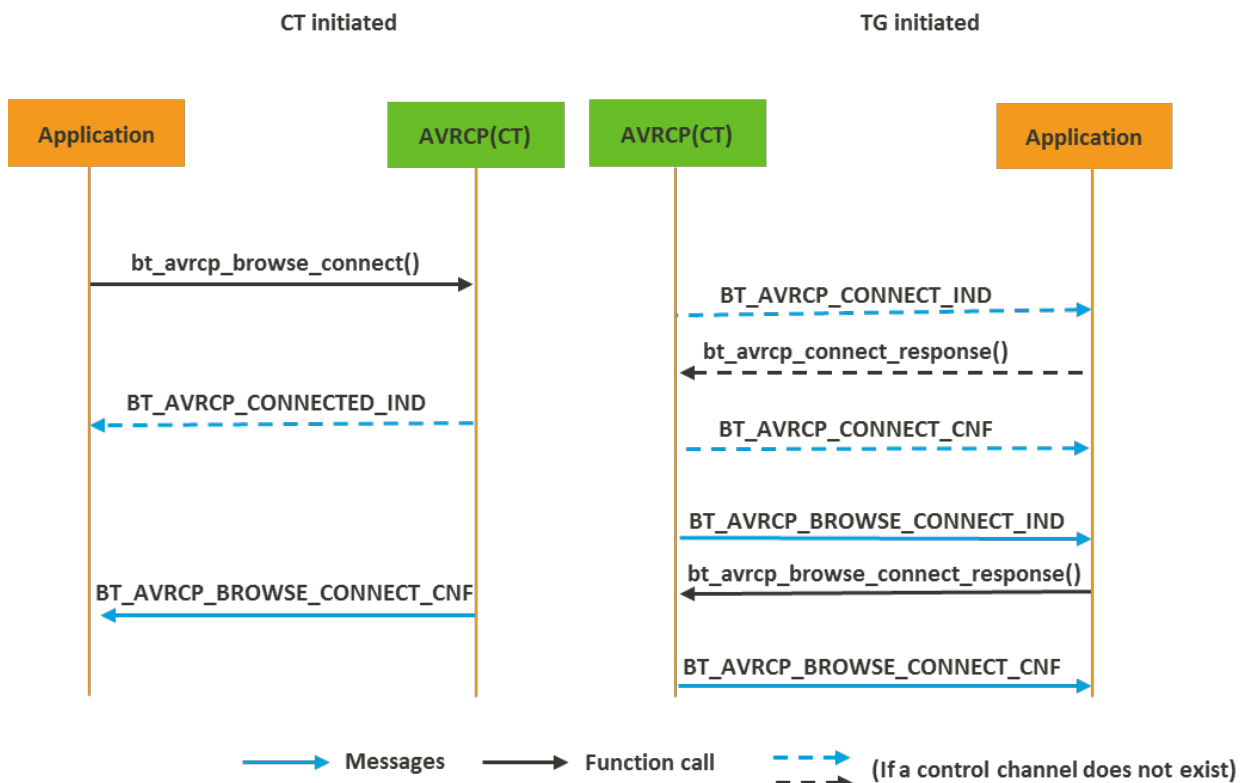 CT initiated
TG initiated
Application
AVRCP(CT)
AVRCP(CT)
Application
bt_avrcp_browse_connect()
BT_AVRCP_CONNECTED_IND
BT_AVRCP_BROWSE_CONNECT_CNF
BT_AVRCP_CONNECT_IND
bt_avrcp_connect_response()
BT_AVRCP_CONNECT_CNF
BT_AVRCP_BROWSE_CONNECT_IND
bt_avrcp_browse_connect_response()
BT_AVRCP_BROWSE_CONNECT_CNF
Messages
Function call
(If a control channel does not exist)